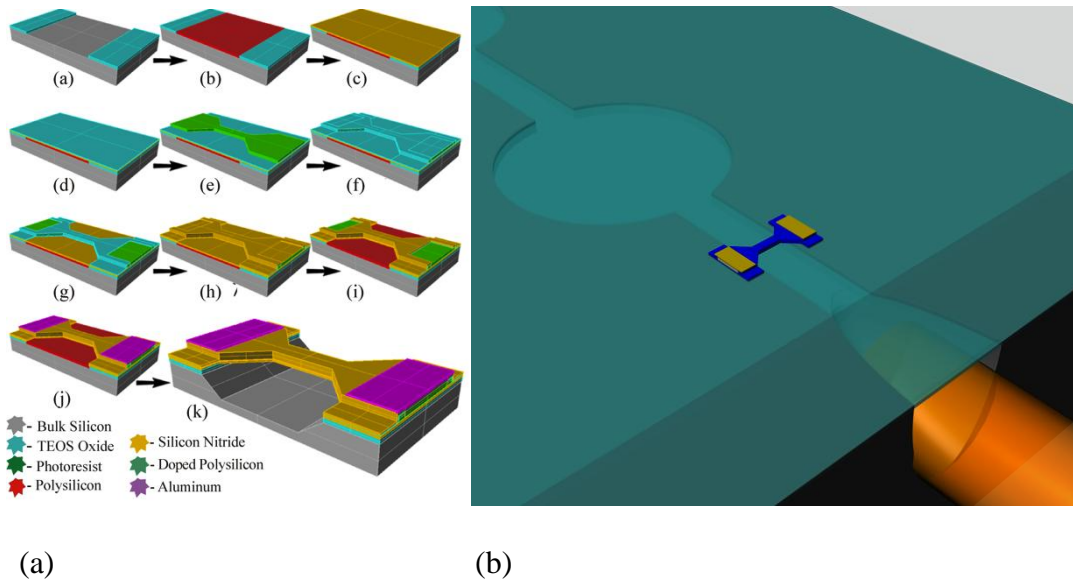 (a)
(b)
(c)
(d)
(e)
(f)
(g)
(h)
(i)
(j)
(k)
- Bulk Silicon
- TEOS Oxide
- Photoresist
- Polysilicon
- Silicon Nitride
- Doped Polysilicon
- Aluminum
(a)
(b)